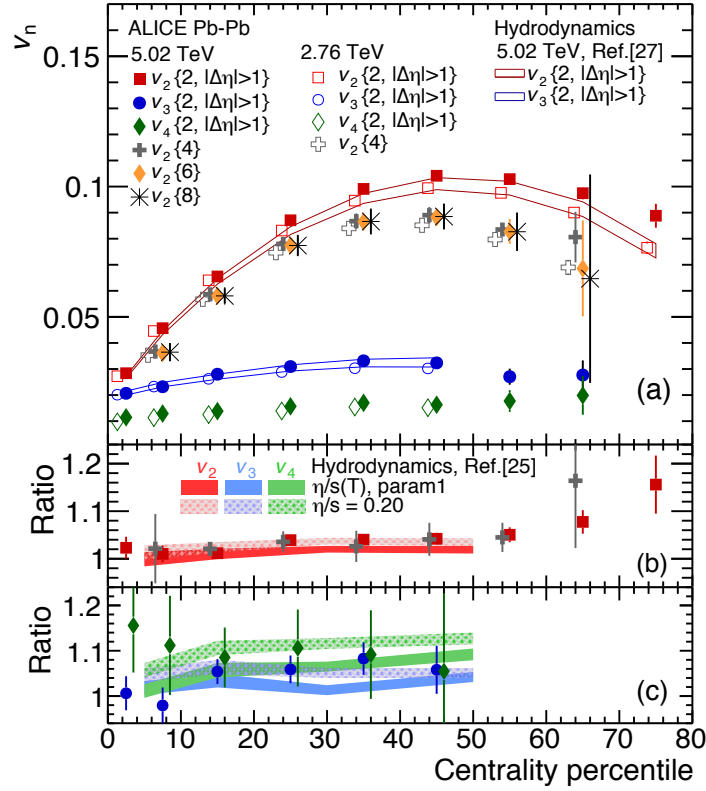 v_n
ALICE Pb-Pb
5.02 TeV
v_2{2, |Δη|>1}
v_3{2, |Δη|>1}
v_4{2, |Δη|>1}
v_2{4}
v_2{6}
v_2{8}
2.76 TeV
v_2{2, |Δη|>1}
v_3{2, |Δη|>1}
v_4{2, |Δη|>1}
v_2{4}
Hydrodynamics
5.02 TeV, Ref.[27]
v_2{2, |Δη|>1}
v_3{2, |Δη|>1}
0.15
0.1
0.05
(a)
Ratio
1.2
1.1
1
v_2 v_3 v_4 Hydrodynamics, Ref.[25]
η/s(T), param1
η/s = 0.20
(b)
Ratio
1.2
1.1
1
(c)
0 10 20 30 40 50 60 70 80
Centrality percentile